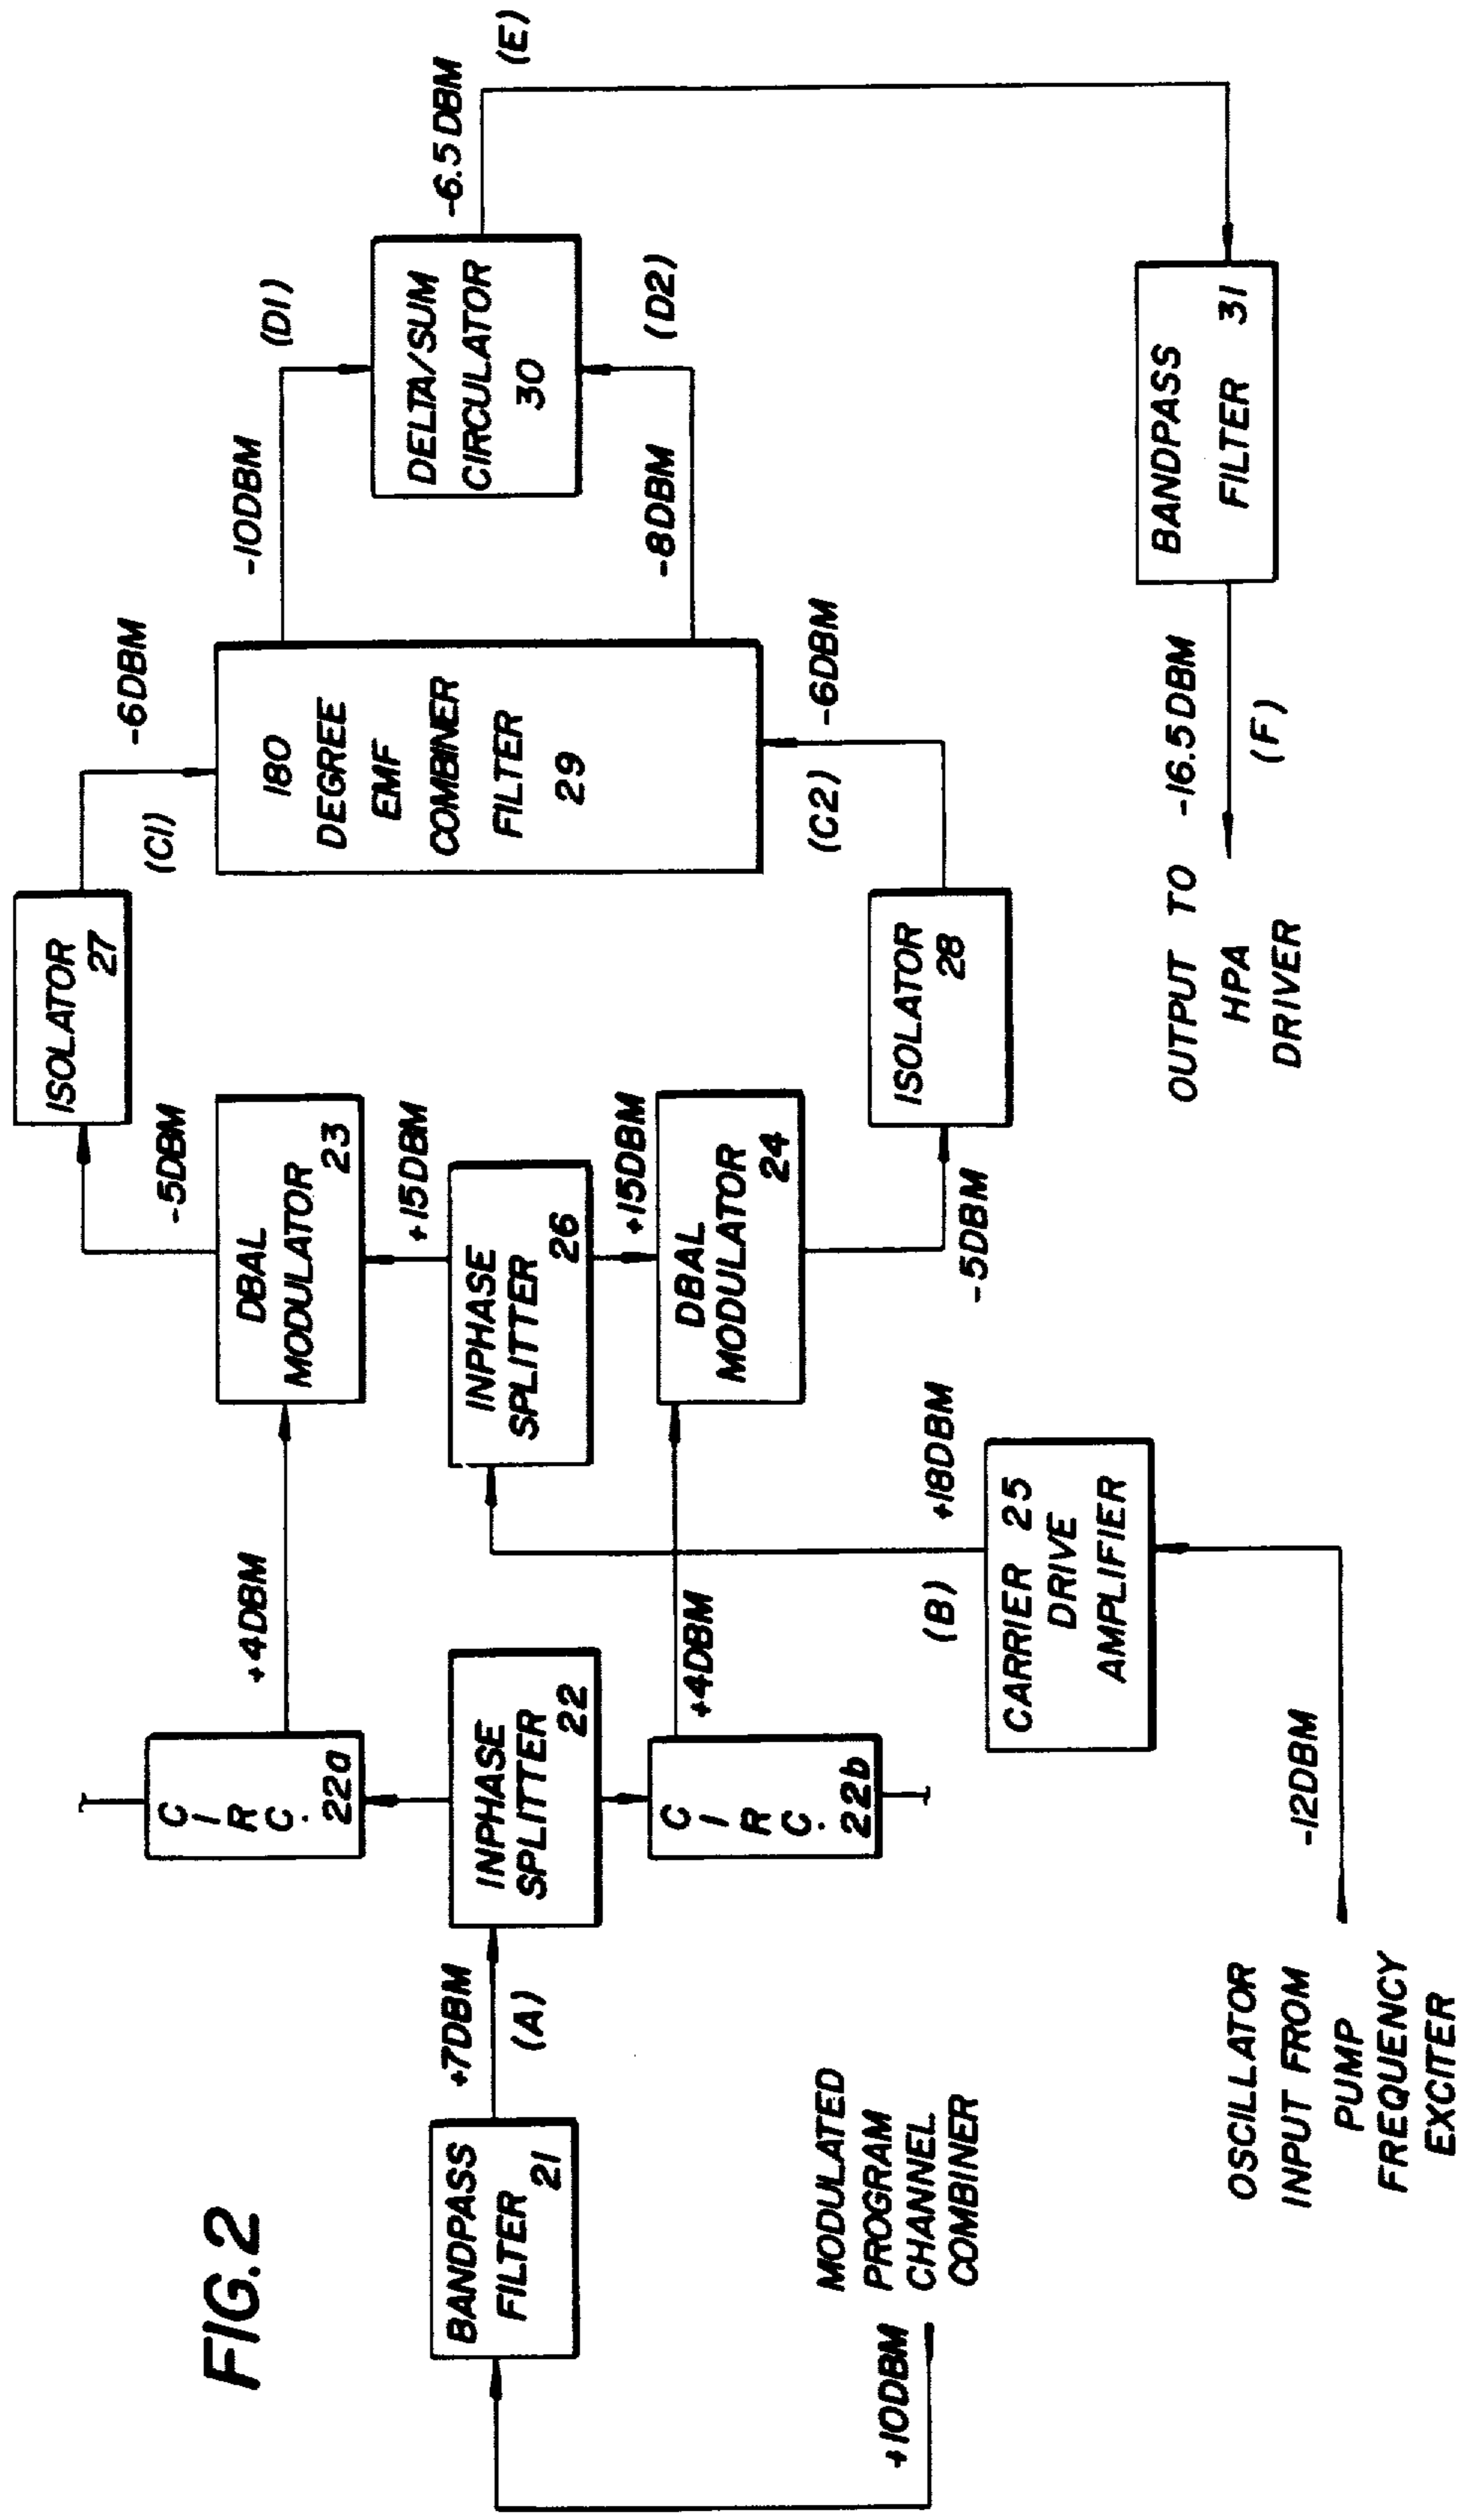 FIG. 2
+10DBM
MODULATED
PROGRAM
CHANNEL
COMBINER
BANDPASS
FILTER 21
+7DBM
(A)
INPHASE
SPLITTER
22
CIRC.
22a
CIRC.
22b
+4DBM
+4DBM
OSCILLATOR
INPUT FROM
PUMP
FREQUENCY
EXCITER
-12DBM
CARRIER 25
DRIVE
AMPLIFIER
(B)
+18DBM
INPHASE
SPLITTER
26
+15DBM
+15DBM
DBAL
MODULATOR
23
DBAL
MODULATOR
24
-5DBM
-5DBM
ISOLATOR
27
ISOLATOR
28
(C1)
-6DBM
(C2)
-6DBM
180
DEGREE
EMF
COMBINER
FILTER
29
-10DBM
(D1)
-8DBM
(D2)
DELTA/SUM
CIRCULATOR
30
-6.5DBM
(E)
BANDPASS
FILTER 31
OUTPUT TO
HPA
DRIVER
-16.5DBM
(F)